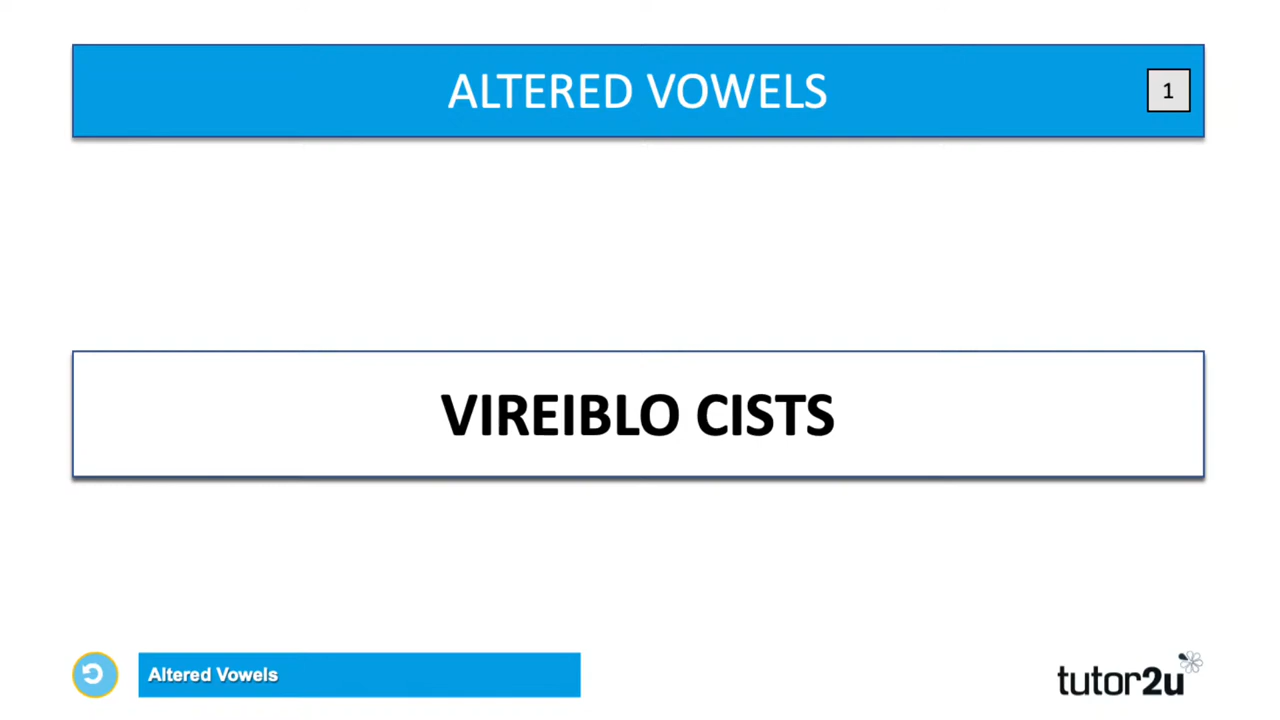 ALTERED VOWELS
1
VIREIBLO CISTS
Altered Vowels
tutor2u